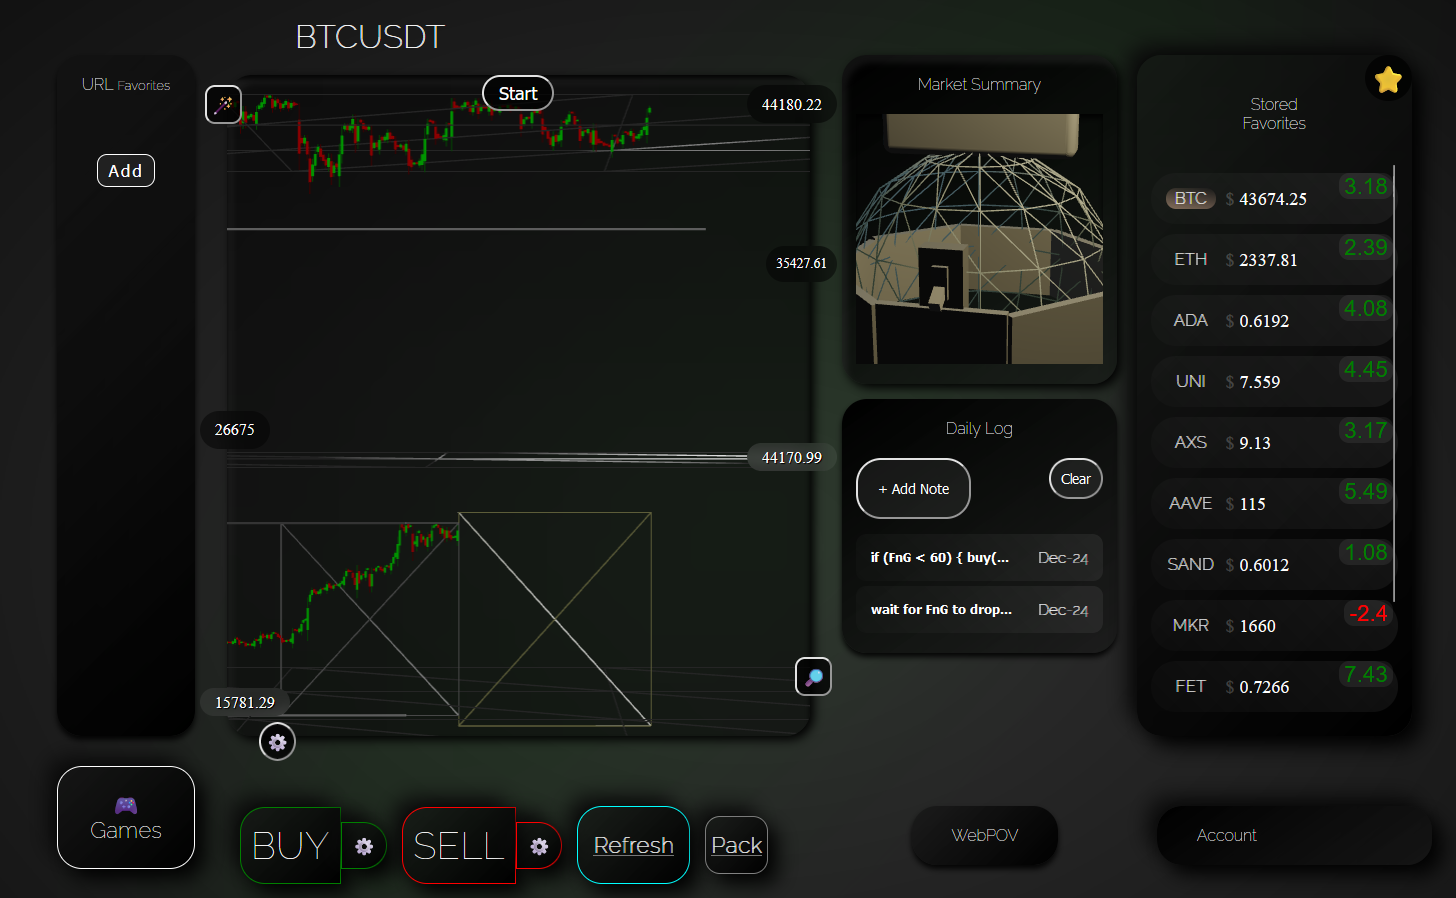 BTCUSDT
URL Favorites
Add
Start
44180.22
35427.61
26675
44170.99
15781.29
Market Summary
Daily Log
+ Add Note
Clear
if (FnG < 60) { buy(...
Dec-24
wait for FnG to drop...
Dec-24
Stored
Favorites
BTC $ 43674.25 3.18
ETH $ 2337.81 2.39
ADA $ 0.6192 4.08
UNI $ 7.559 4.45
AXS $ 9.13 3.17
AAVE $ 115 5.49
SAND $ 0.6012 1.08
MKR $ 1660 -2.4
FET $ 0.7266 7.43
Games
BUY
SELL
Refresh
Pack
WebPOV
Account